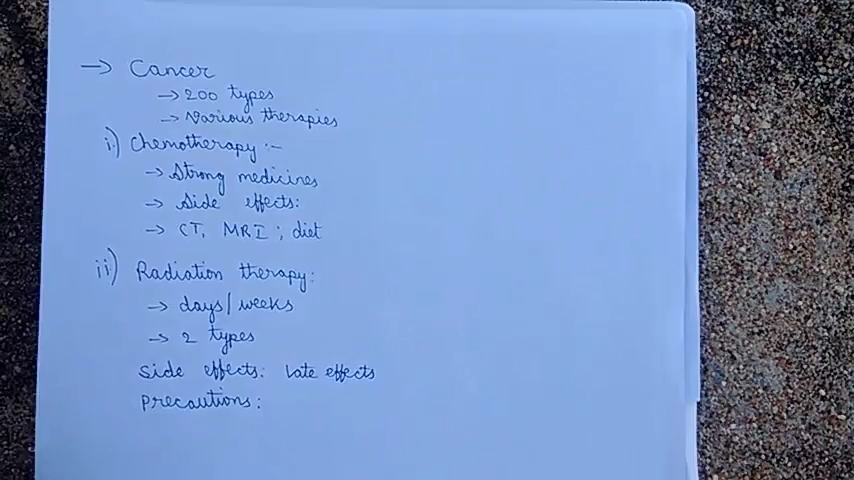 → Cancer
→ 200 types
→ Various therapies
i) Chemotherapy :-
→ Strong medicines
→ Side effects:
→ CT, MRI ; diet
ii) Radiation therapy:
→ days/weeks
→ 2 types
Side effects: Late effects
Precautions: